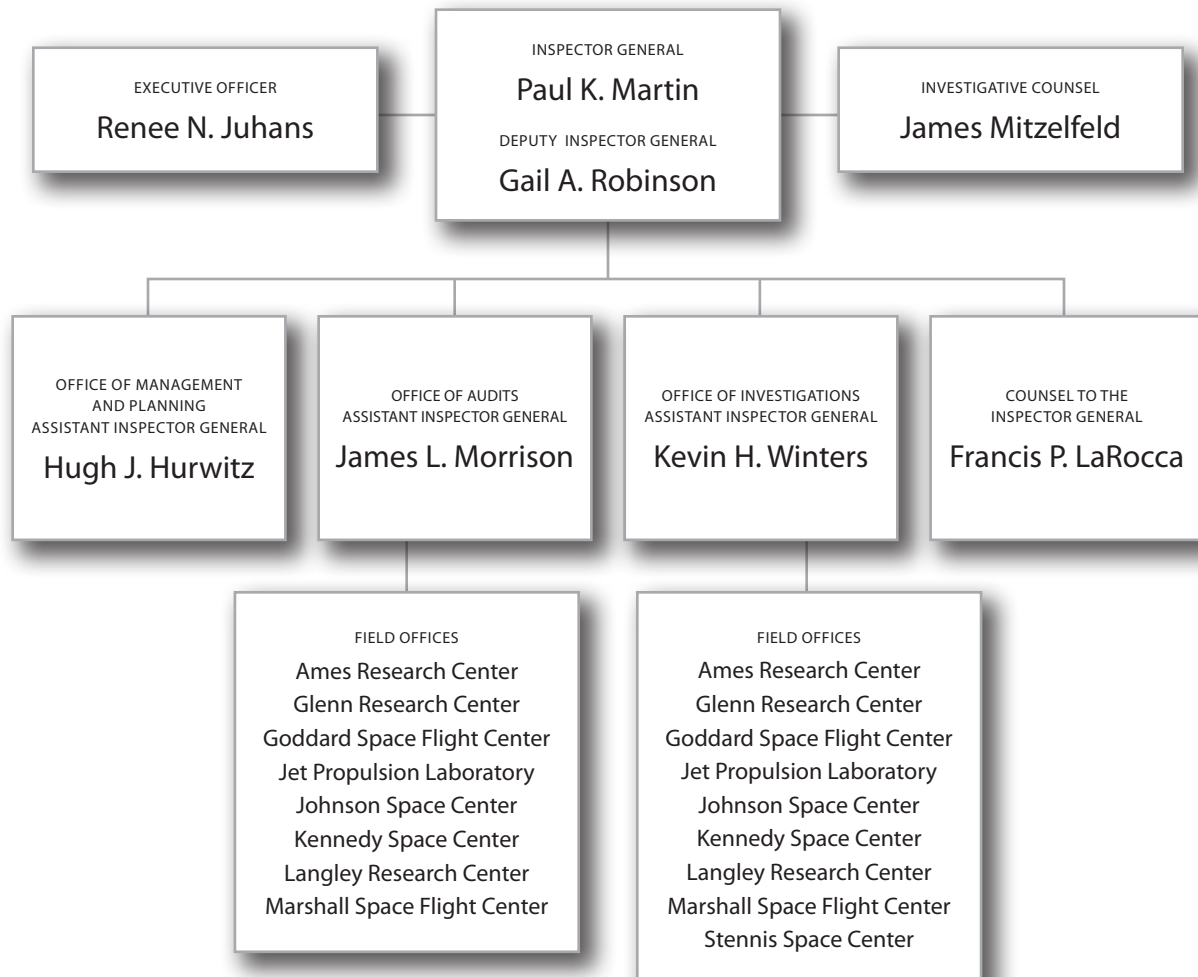 INSPECTOR GENERAL
Paul K. Martin
DEPUTY INSPECTOR GENERAL
Gail A. Robinson
EXECUTIVE OFFICER
Renee N. Juhans
INVESTIGATIVE COUNSEL
James Mitzelfeld
OFFICE OF MANAGEMENT
AND PLANNING
ASSISTANT INSPECTOR GENERAL
Hugh J. Hurwitz
OFFICE OF AUDITS
ASSISTANT INSPECTOR GENERAL
James L. Morrison
OFFICE OF INVESTIGATIONS
ASSISTANT INSPECTOR GENERAL
Kevin H. Winters
COUNSEL TO THE
INSPECTOR GENERAL
Francis P. LaRocca
FIELD OFFICES
Ames Research Center
Glenn Research Center
Goddard Space Flight Center
Jet Propulsion Laboratory
Johnson Space Center
Kennedy Space Center
Langley Research Center
Marshall Space Flight Center
FIELD OFFICES
Ames Research Center
Glenn Research Center
Goddard Space Flight Center
Jet Propulsion Laboratory
Johnson Space Center
Kennedy Space Center
Langley Research Center
Marshall Space Flight Center
Stennis Space Center